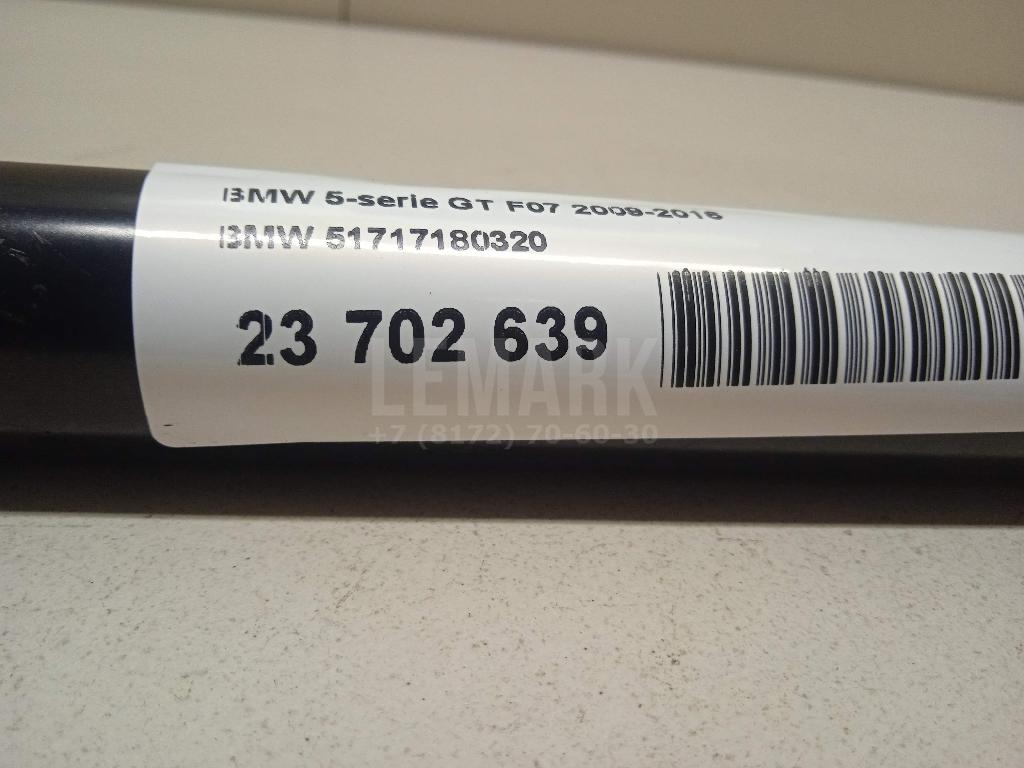 BMW 5-serie GT F07 2009-2016
BMW 51717180320
23 702 639
LEMARK
+7 (8172) 70-60-30